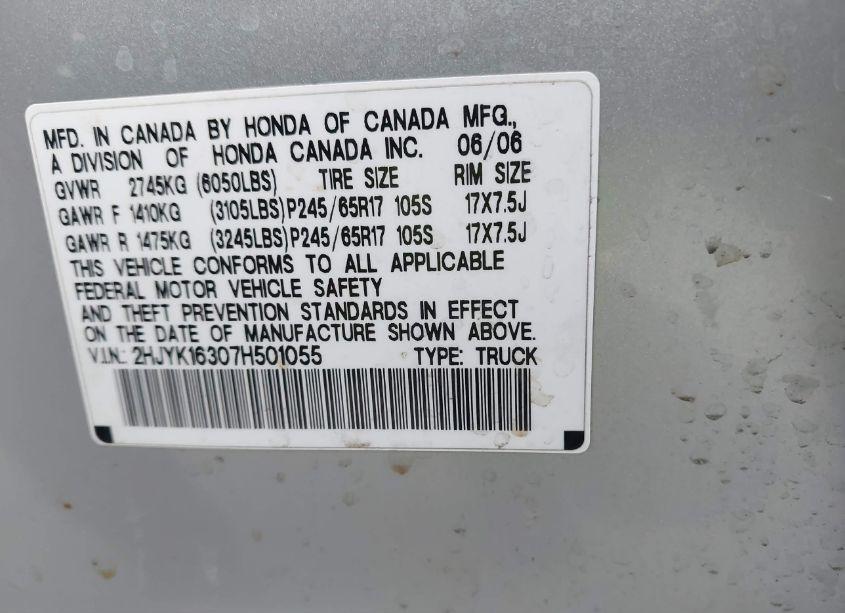 MFD. IN CANADA BY HONDA OF CANADA MFG.,
A DIVISION OF HONDA CANADA INC. 06/06
GVWR 2745KG (6050LBS) TIRE SIZE RIM SIZE
GAWR F 1410KG (3105LBS) P245/65R17 105S 17X7.5J
GAWR R 1475KG (3245LBS) P245/65R17 105S 17X7.5J
THIS VEHICLE CONFORMS TO ALL APPLICABLE
FEDERAL MOTOR VEHICLE SAFETY
AND THEFT PREVENTION STANDARDS IN EFFECT
ON THE DATE OF MANUFACTURE SHOWN ABOVE.
V.I.N.: 2HJYK16307H501055 TYPE: TRUCK